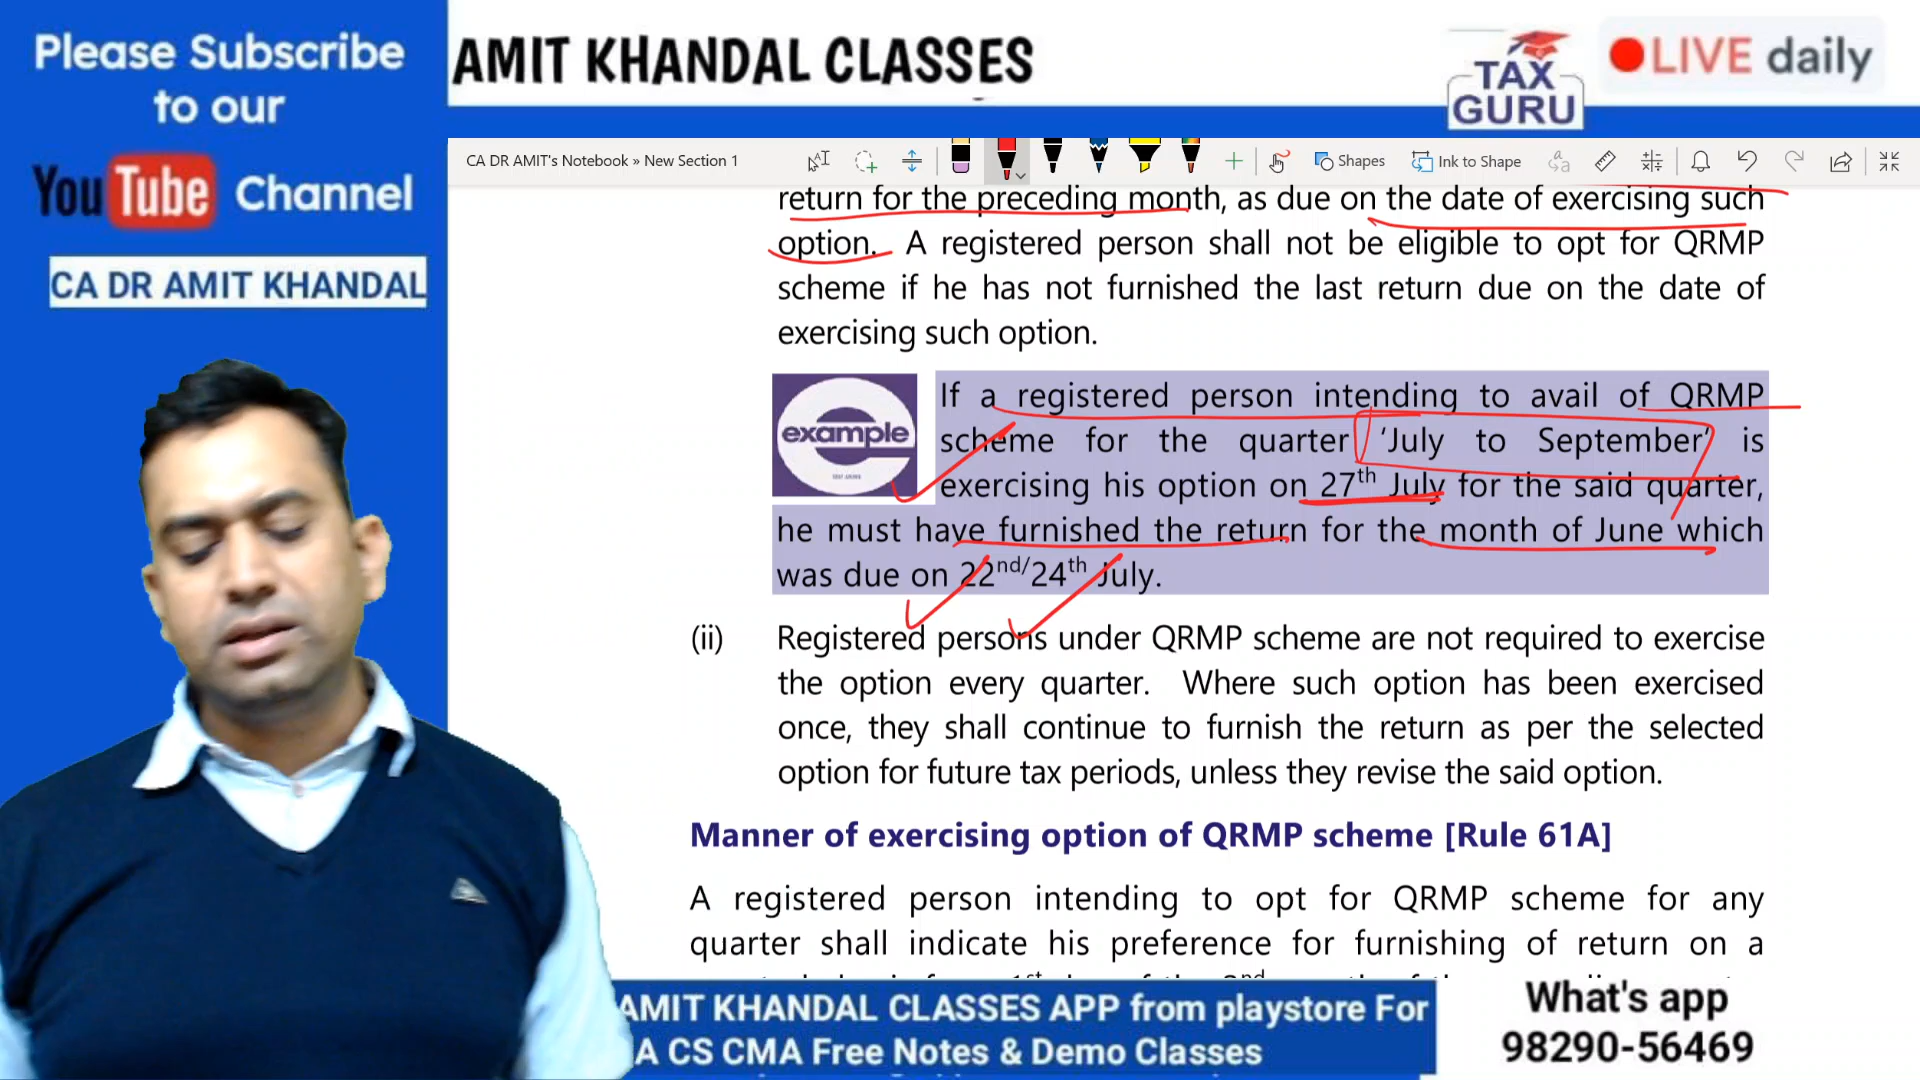 Please Subscribe
to our
YouTube Channel
CA DR AMIT KHANDAL
AMIT KHANDAL CLASSES
TAX
GURU
LIVE daily
CA DR AMIT's Notebook » New Section 1
Shapes
Ink to Shape
return for the preceding month, as due on the date of exercising such
option. A registered person shall not be eligible to opt for QRMP
scheme if he has not furnished the last return due on the date of
exercising such option.
example
If a registered person intending to avail of QRMP
scheme for the quarter ‘July to September’ is
exercising his option on 27th July for the said quarter,
he must have furnished the return for the month of June which
was due on 22nd/24th July.
(ii) Registered persons under QRMP scheme are not required to exercise
the option every quarter. Where such option has been exercised
once, they shall continue to furnish the return as per the selected
option for future tax periods, unless they revise the said option.
Manner of exercising option of QRMP scheme [Rule 61A]
A registered person intending to opt for QRMP scheme for any
quarter shall indicate his preference for furnishing of return on a
AMIT KHANDAL CLASSES APP from playstore For
A CS CMA Free Notes & Demo Classes
What's app
98290-56469